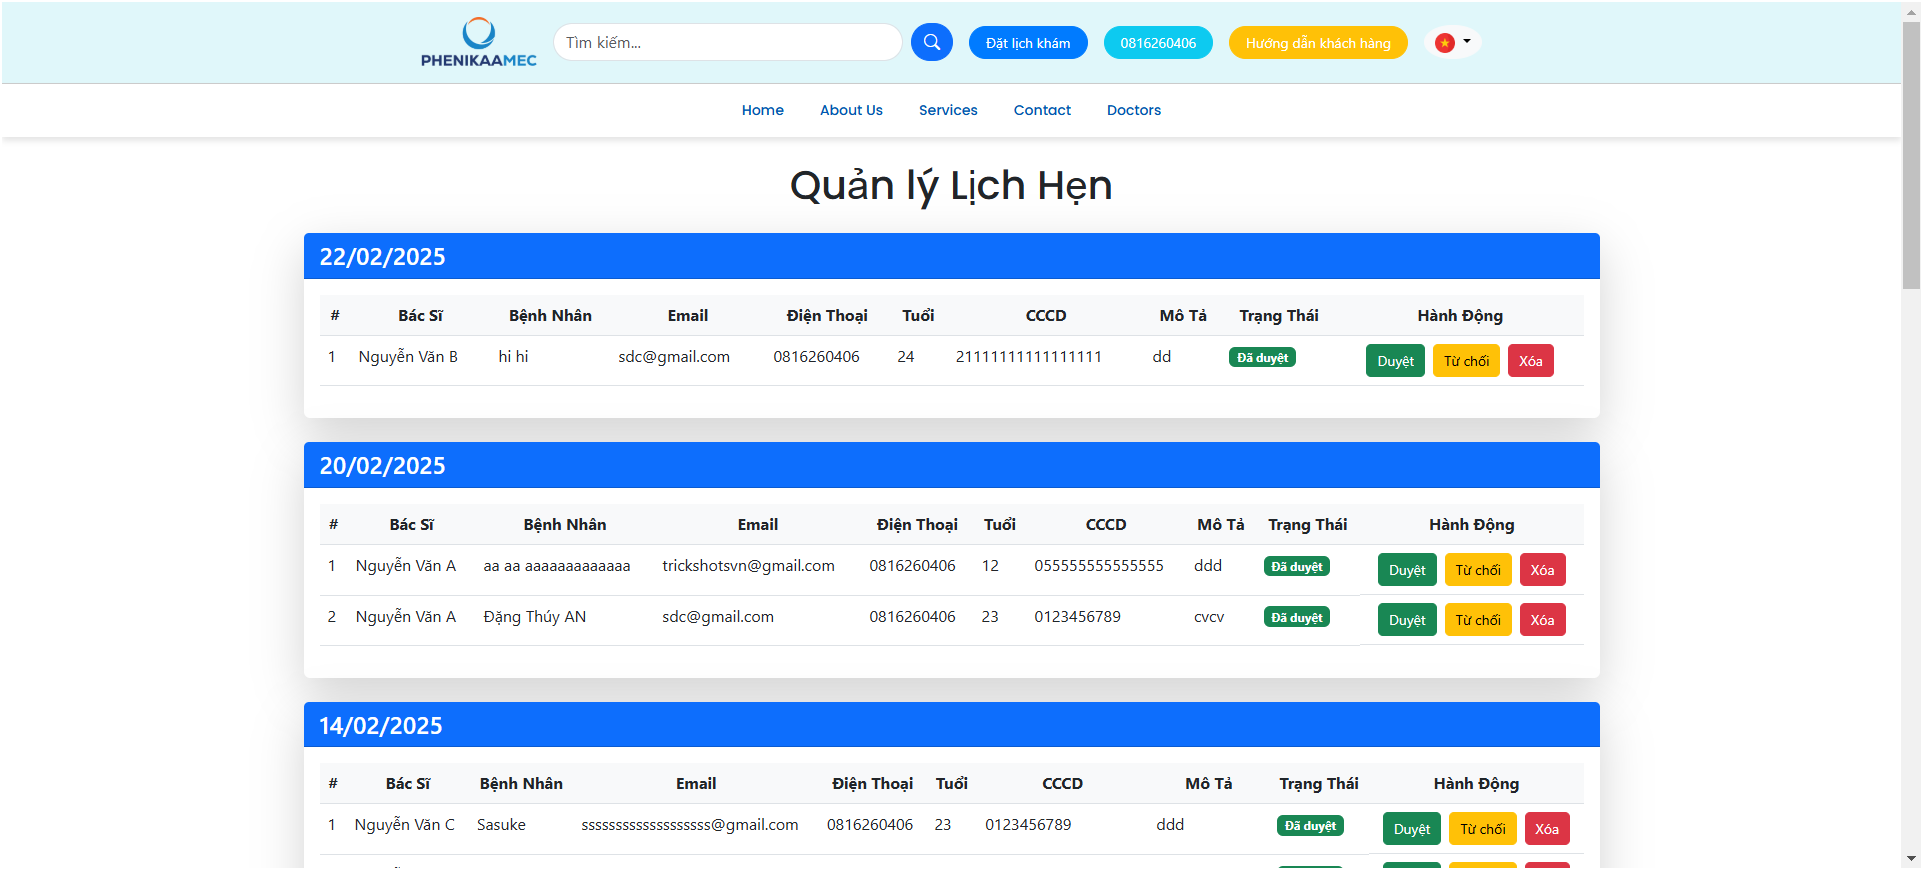 PHENIKAAMEC Tìm kiếm... Đặt lịch khám 0816260406 Hướng dẫn khách hàng
Home About Us Services Contact Doctors
Quản lý Lịch Hẹn
22/02/2025
# Bác Sĩ Bệnh Nhân Email Điện Thoại Tuổi CCCD Mô Tả Trạng Thái Hành Động
1 Nguyễn Văn B hi hi sdc@gmail.com 0816260406 24 21111111111111111 dd Đã duyệt Duyệt Từ chối Xóa
20/02/2025
# Bác Sĩ Bệnh Nhân Email Điện Thoại Tuổi CCCD Mô Tả Trạng Thái Hành Động
1 Nguyễn Văn A aa aa aaaaaaaaaaaaa trickshotsvn@gmail.com 0816260406 12 055555555555555 ddd Đã duyệt Duyệt Từ chối Xóa
2 Nguyễn Văn A Đặng Thúy AN sdc@gmail.com 0816260406 23 0123456789 cvcv Đã duyệt Duyệt Từ chối Xóa
14/02/2025
# Bác Sĩ Bệnh Nhân Email Điện Thoại Tuổi CCCD Mô Tả Trạng Thái Hành Động
1 Nguyễn Văn C Sasuke sssssssssssssssssss@gmail.com 0816260406 23 0123456789 ddd Đã duyệt Duyệt Từ chối Xóa